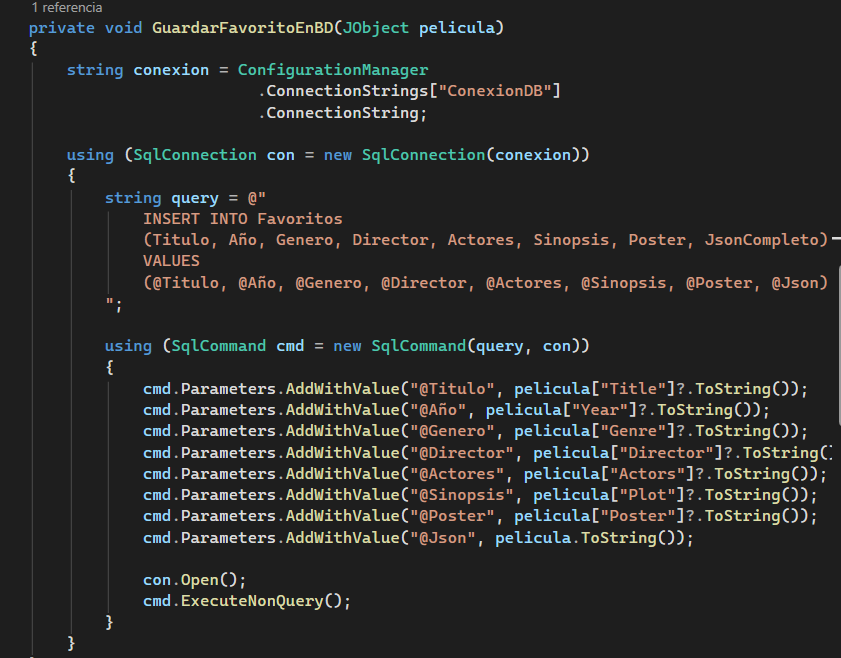 1 referencia
private void GuardarFavoritoEnBD(JObject pelicula)
{
string conexion = ConfigurationManager
.ConnectionStrings["ConexionDB"]
.ConnectionString;
using (SqlConnection con = new SqlConnection(conexion))
{
string query = @"
INSERT INTO Favoritos
(Titulo, Año, Genero, Director, Actores, Sinopsis, Poster, JsonCompleto)
VALUES
(@Titulo, @Año, @Genero, @Director, @Actores, @Sinopsis, @Poster, @Json)
";
using (SqlCommand cmd = new SqlCommand(query, con))
{
cmd.Parameters.AddWithValue("@Titulo", pelicula["Title"]?.ToString());
cmd.Parameters.AddWithValue("@Año", pelicula["Year"]?.ToString());
cmd.Parameters.AddWithValue("@Genero", pelicula["Genre"]?.ToString());
cmd.Parameters.AddWithValue("@Director", pelicula["Director"]?.ToString(
cmd.Parameters.AddWithValue("@Actores", pelicula["Actors"]?.ToString());
cmd.Parameters.AddWithValue("@Sinopsis", pelicula["Plot"]?.ToString());
cmd.Parameters.AddWithValue("@Poster", pelicula["Poster"]?.ToString());
cmd.Parameters.AddWithValue("@Json", pelicula.ToString());
con.Open();
cmd.ExecuteNonQuery();
}
}